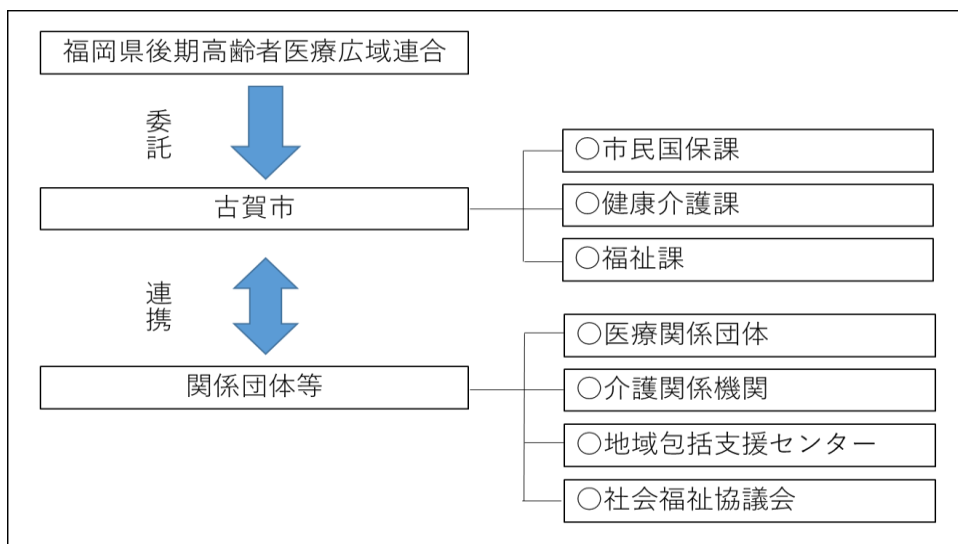 福岡県後期高齢者医療広域連合
委託
古賀市
○市民国保課
○健康介護課
○福祉課
連携
関係団体等
○医療関係団体
○介護関係機関
○地域包括支援センター
○社会福祉協議会